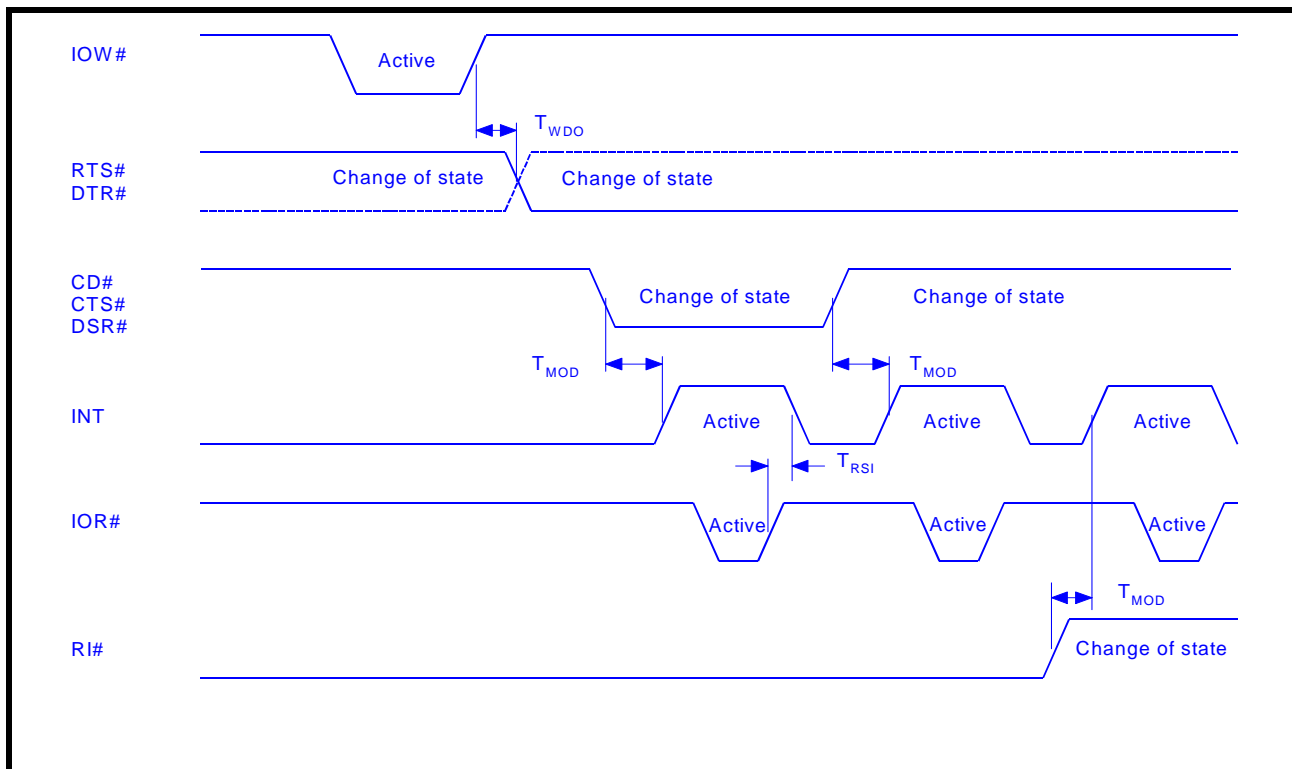 IOW#
Active
TWDO
RTS#
DTR#
Change of state
Change of state
CD#
CTS#
DSR#
Change of state
Change of state
TMOD
TMOD
INT
Active
Active
Active
TRSI
IOR#
Active
Active
Active
TMOD
RI#
Change of state